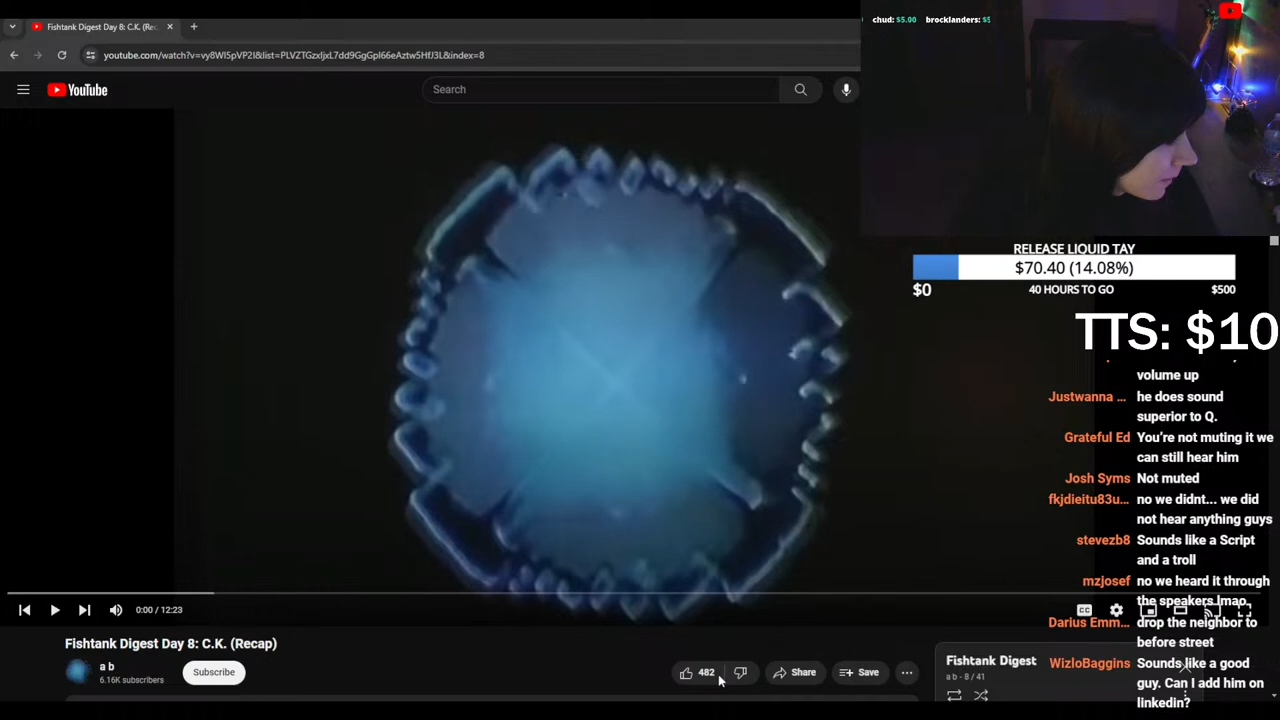 Fishtank Digest Day 8: C.K. (Rec
youtube.com/watch?v=vy8WI5pVP2I&list=PLVZTGzxIjxL7dd9GgGpI66eAztw5HfJ3L&index=8
chud: $5.00 brocklanders: $5
YouTube
Search
RELEASE LIQUID TAY
$70.40 (14.08%)
$0 40 HOURS TO GO $500
TTS: $10
volume up
Justwanna ... he does sound
superior to Q.
Grateful Ed You're not muting it we
can still hear him
Josh Syms Not muted
fkjdieitu83u... no we didnt... we did
not hear anything guys
stevezb8 Sounds like a Script
and a troll
mzjosef no we heard it through
the speakers lmao
Darius Emm... drop the neighbor to
before street
WizloBaggins Sounds like a good
guy. Can I add him on
linkedin?
0:00 / 12:23
CC
Fishtank Digest Day 8: C.K. (Recap)
a b
6.16K subscribers
Subscribe
482
Share
Save
Fishtank Digest
a b - 8 / 41